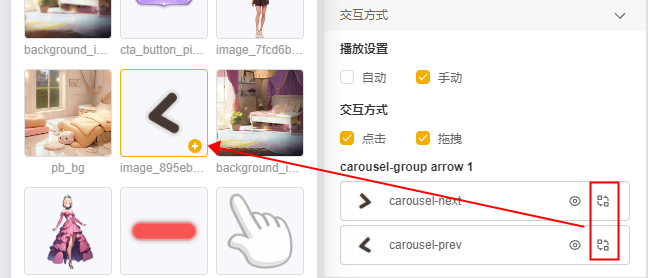 background_i...
cta_button_pi...
image_7fcd6b...
pb_bg
image_895eb...
background_i...
交互方式
播放设置
自动
手动
交互方式
点击
拖拽
carousel-group arrow 1
carousel-next
carousel-prev